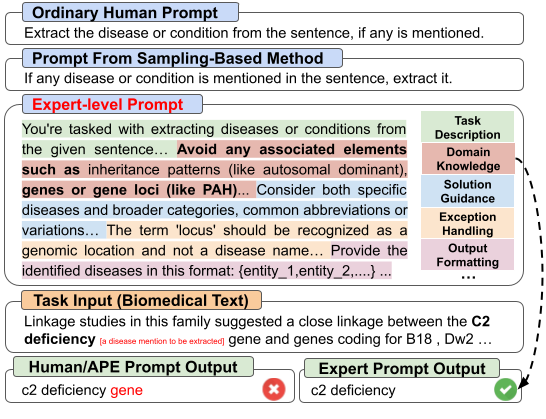 Ordinary Human Prompt
Extract the disease or condition from the sentence, if any is mentioned.
Prompt From Sampling-Based Method
If any disease or condition is mentioned in the sentence, extract it.
Expert-level Prompt
You're tasked with extracting diseases or conditions from
the given sentence… Avoid any associated elements
such as inheritance patterns (like autosomal dominant),
genes or gene loci (like PAH)... Consider both specific
diseases and broader categories, common abbreviations or
variations… The term 'locus' should be recognized as a
genomic location and not a disease name… Provide the
identified diseases in this format: {entity_1,entity_2,....} ...
Task
Description
Domain
Knowledge
Solution
Guidance
Exception
Handling
Output
Formatting
…
Task Input (Biomedical Text)
Linkage studies in this family suggested a close linkage between the C2
deficiency [a disease mention to be extracted] gene and genes coding for B18 , Dw2 …
Human/APE Prompt Output
c2 deficiency gene
Expert Prompt Output
c2 deficiency